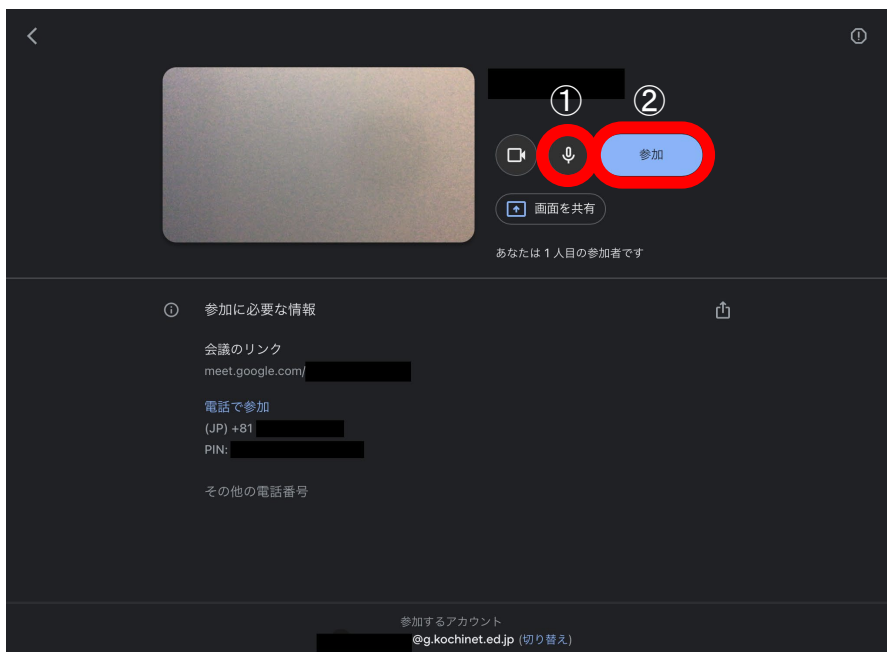 ① ②
参加
画面を共有
あなたは 1 人目の参加者です
参加に必要な情報
会議のリンク
meet.google.com/
電話で参加
(JP) +81
PIN:
その他の電話番号
参加するアカウント
@g.kochinet.ed.jp (切り替え)